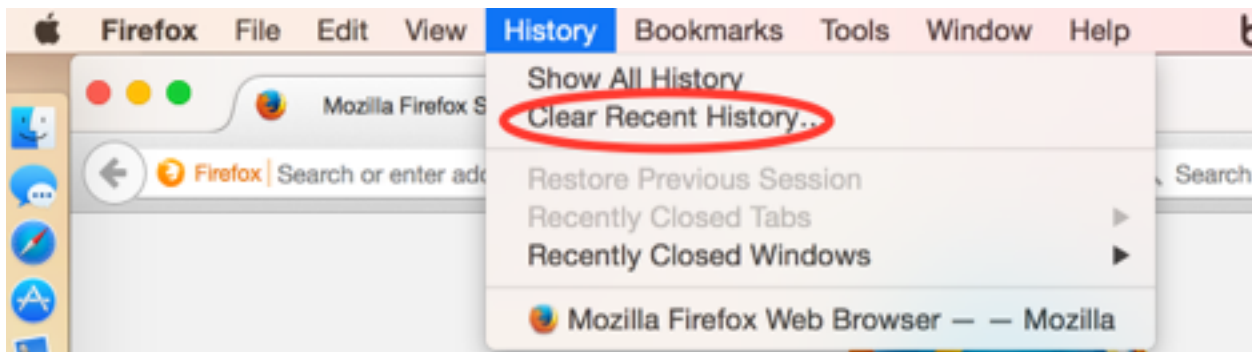 Firefox File Edit View History Bookmarks Tools Window Help
Show All History
Mozilla Firefox S
Clear Recent History...
Firefox Search or enter add
Search
Restore Previous Session
Recently Closed Tabs
Recently Closed Windows
Mozilla Firefox Web Browser — — Mozilla